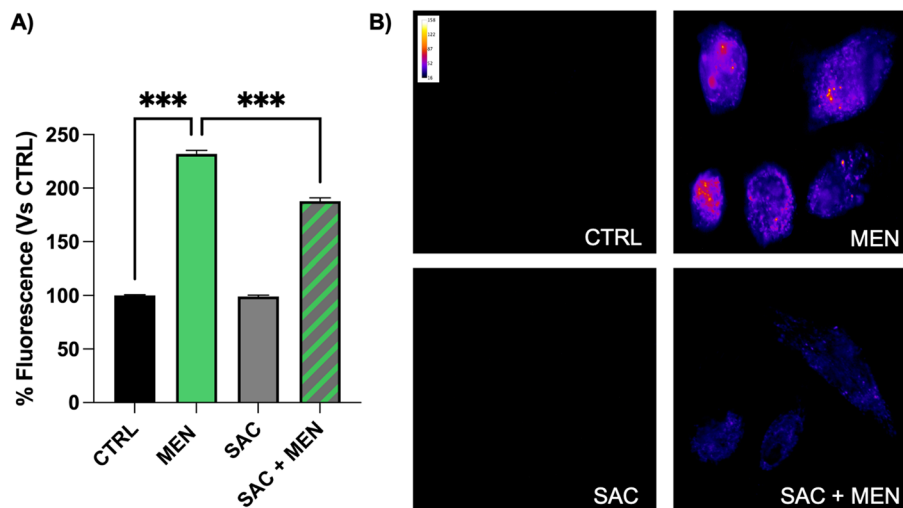 A)
***
***
% Fluorescence (Vs CTRL)
250
200
150
100
50
0
CTRL
MEN
SAC
SAC + MEN
B)
CTRL
MEN
SAC
SAC + MEN